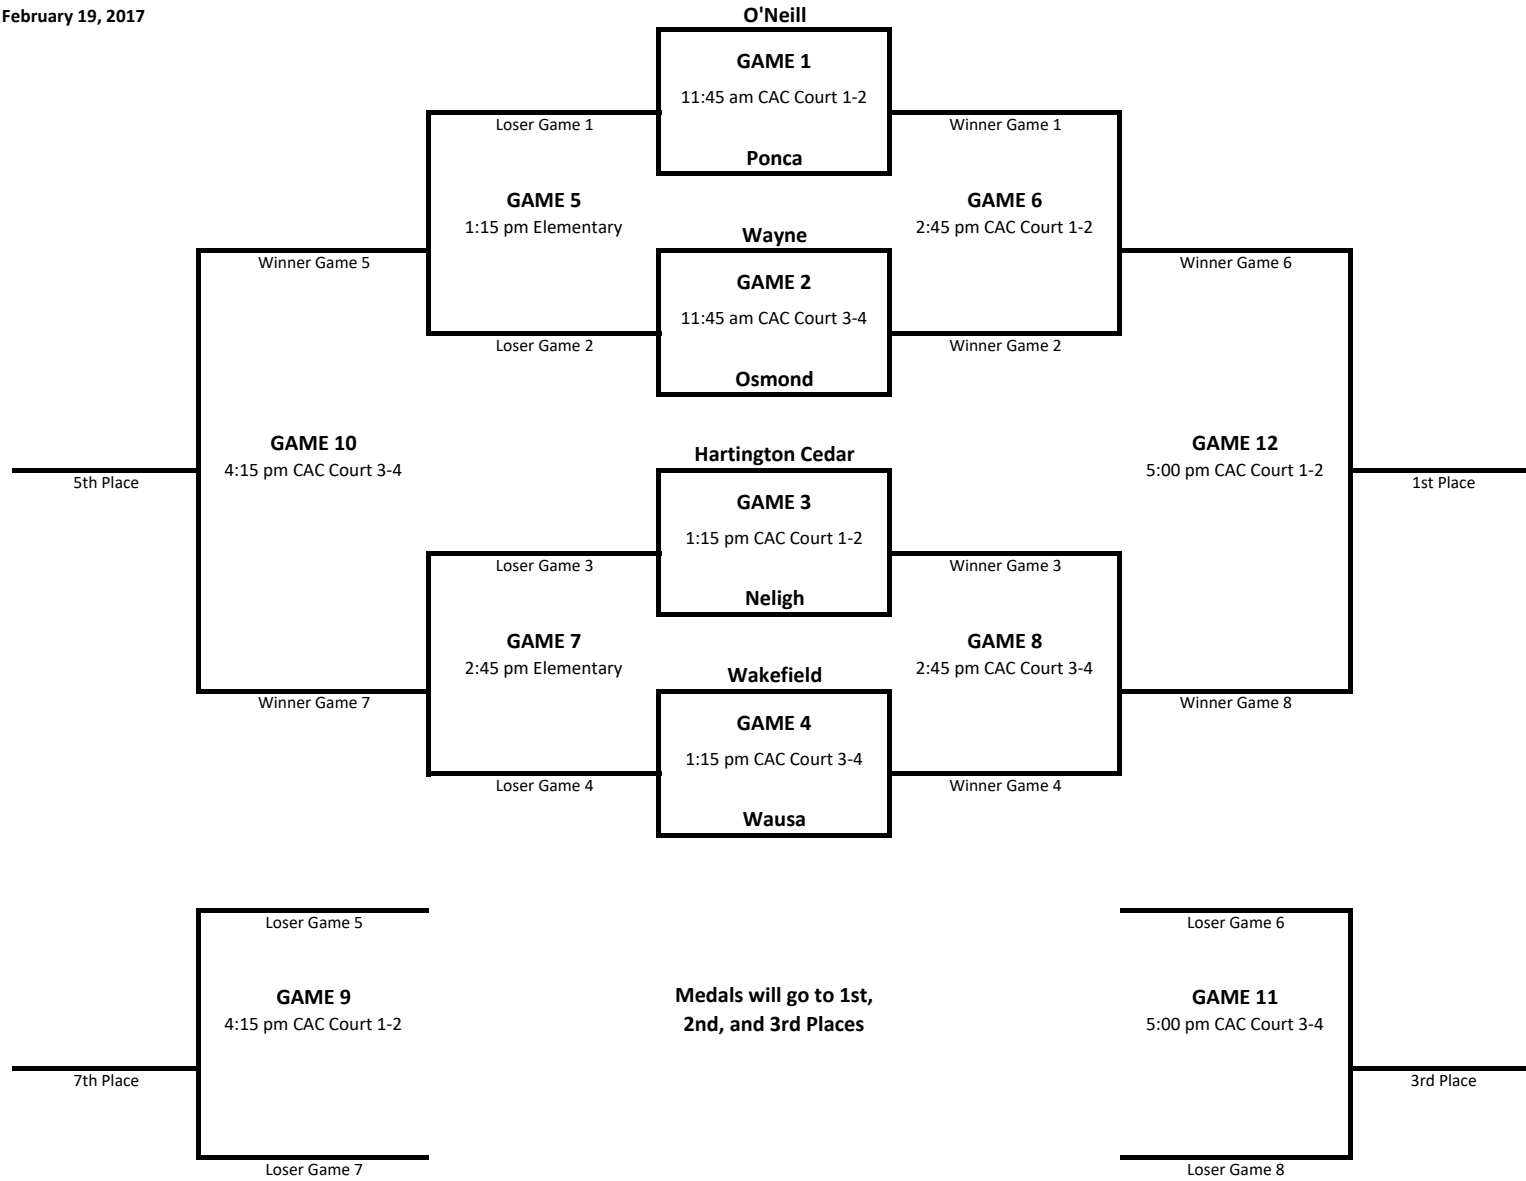 February 19, 2017
O'Neill
GAME 1
11:45 am CAC Court 1-2
Loser Game 1
Winner Game 1
Ponca
GAME 5
1:15 pm Elementary
GAME 6
2:45 pm CAC Court 1-2
Wayne
Winner Game 5
Winner Game 6
GAME 2
11:45 am CAC Court 3-4
Loser Game 2
Winner Game 2
Osmond
GAME 10
4:15 pm CAC Court 3-4
GAME 12
5:00 pm CAC Court 1-2
Hartington Cedar
5th Place
1st Place
GAME 3
1:15 pm CAC Court 1-2
Loser Game 3
Winner Game 3
Neligh
GAME 7
2:45 pm Elementary
GAME 8
2:45 pm CAC Court 3-4
Wakefield
Winner Game 7
Winner Game 8
GAME 4
1:15 pm CAC Court 3-4
Loser Game 4
Winner Game 4
Wausa
Loser Game 5
Loser Game 6
GAME 9
4:15 pm CAC Court 1-2
Medals will go to 1st,
2nd, and 3rd Places
GAME 11
5:00 pm CAC Court 3-4
7th Place
3rd Place
Loser Game 7
Loser Game 8